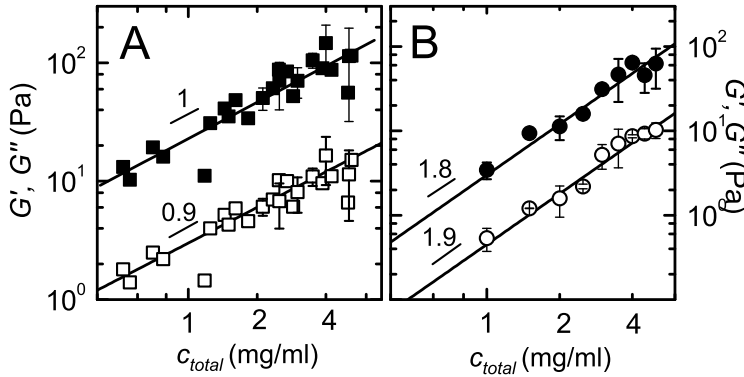 A
B
G', G" (Pa)
10²
10¹
10⁰
1
0.9
1
2
4
c_total (mg/ml)
1.8
1.9
1
2
4
c_total (mg/ml)
10²
10¹
10⁰
G', G" (Pa)